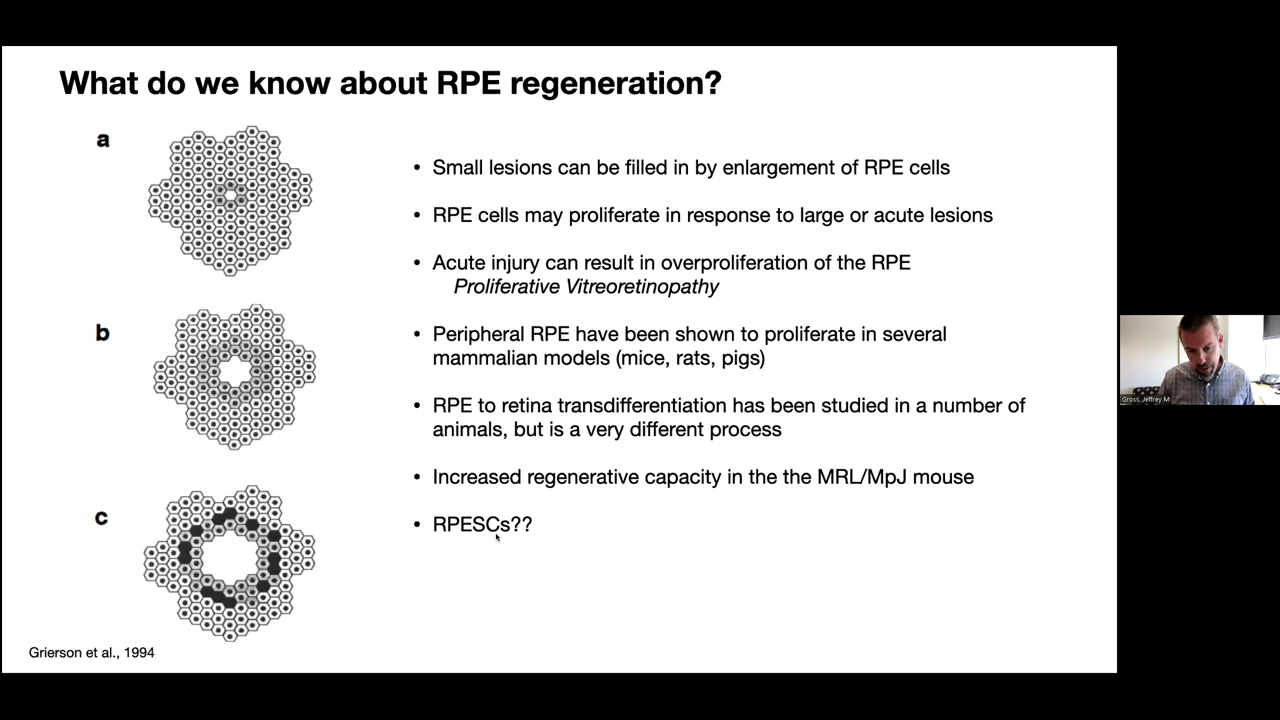 What do we know about RPE regeneration?
a
b
c
• Small lesions can be filled in by enlargement of RPE cells
• RPE cells may proliferate in response to large or acute lesions
• Acute injury can result in overproliferation of the RPE
Proliferative Vitreoretinopathy
• Peripheral RPE have been shown to proliferate in several
mammalian models (mice, rats, pigs)
• RPE to retina transdifferentiation has been studied in a number of
animals, but is a very different process
• Increased regenerative capacity in the the MRL/MpJ mouse
• RPESCs??
Grierson et al., 1994
Gross, Jeffrey M